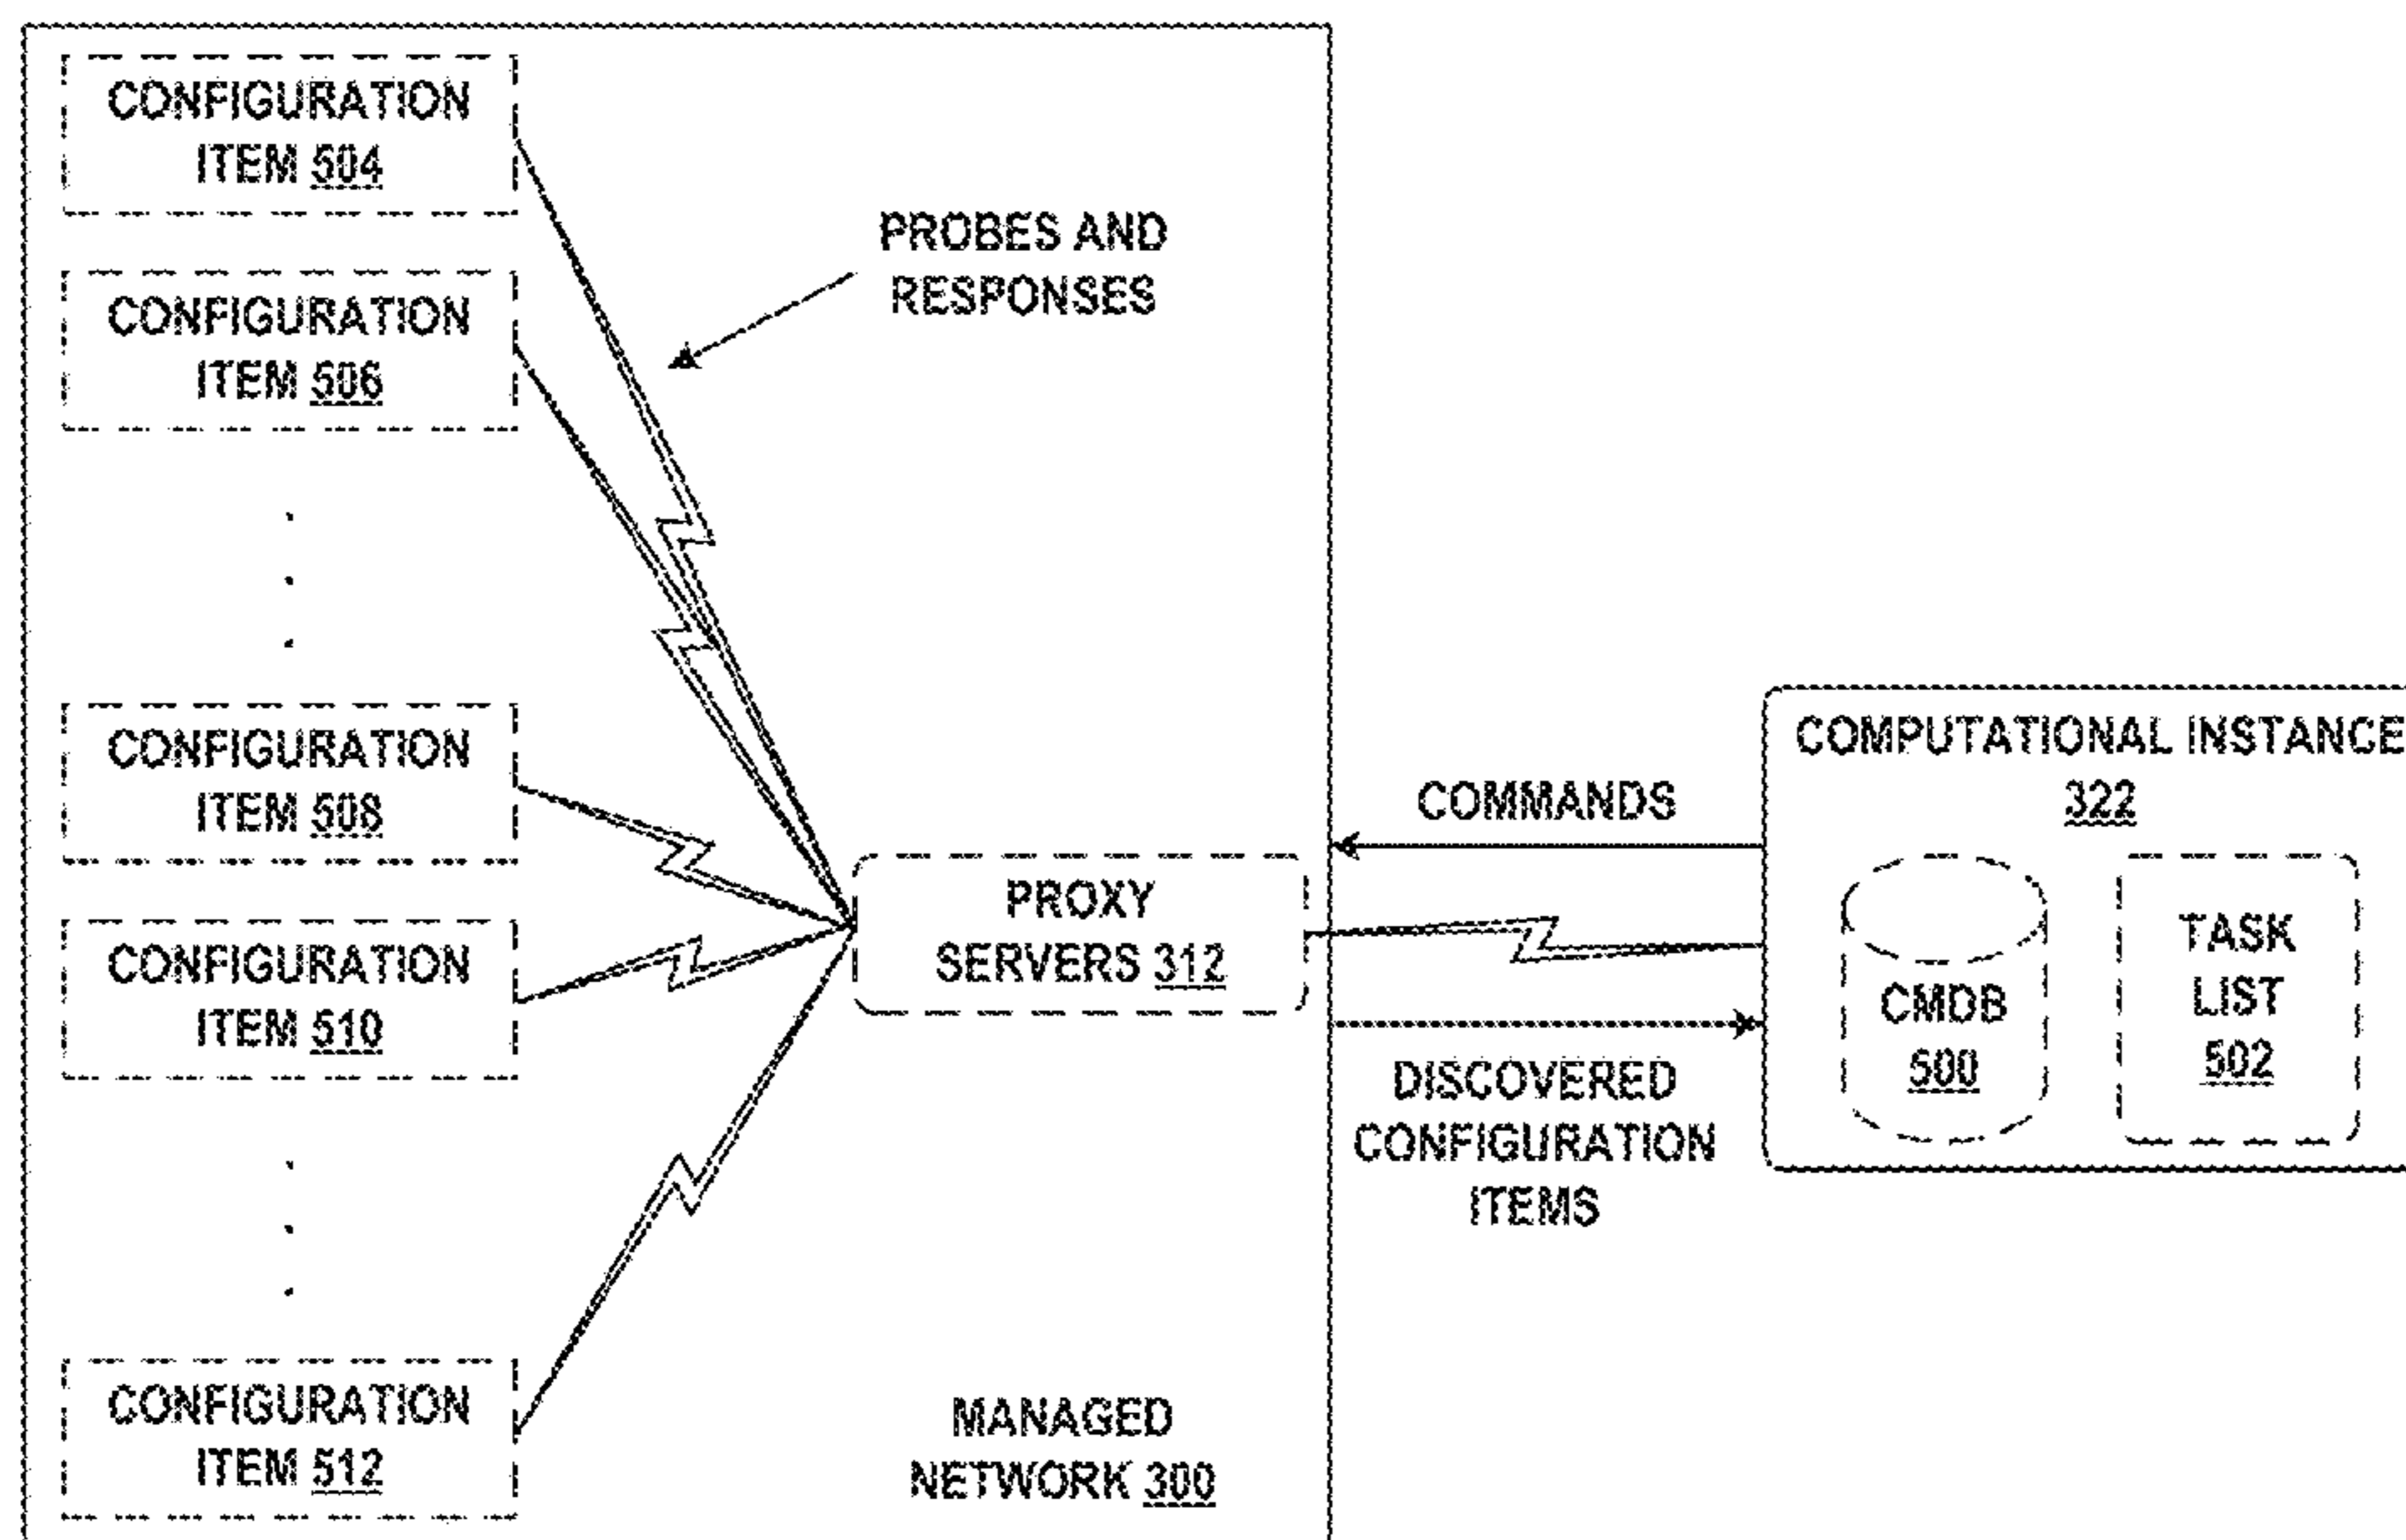 CONFIGURATION
ITEM 504
PROBES AND
RESPONSES
CONFIGURATION
ITEM 506
CONFIGURATION
ITEM 508
CONFIGURATION
ITEM 510
CONFIGURATION
ITEM 512
PROXY
SERVERS 312
MANAGED
NETWORK 300
COMMANDS
DISCOVERED
CONFIGURATION
ITEMS
COMPUTATIONAL INSTANCE
322
CMDB
500
TASK
LIST
502